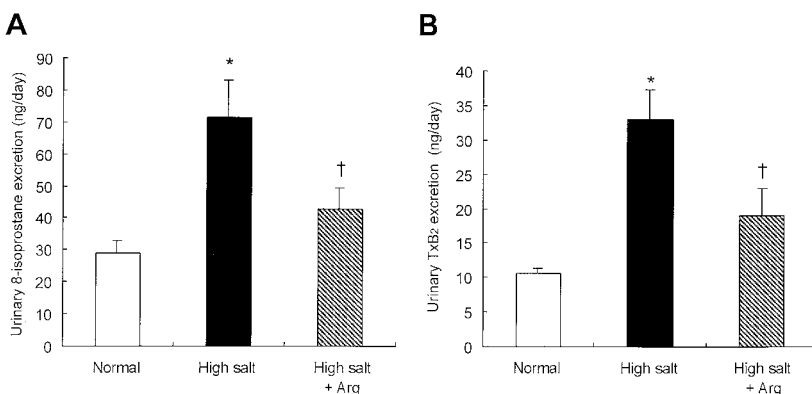 A
Urinary 8-isoprostane excretion (ng/day)
90
80
70
60
50
40
30
20
10
0
*
†
Normal
High salt
High salt
+ Arg
B
Urinary TxB2 excretion (ng/day)
40
35
30
25
20
15
10
5
0
*
†
Normal
High salt
High salt
+ Arg